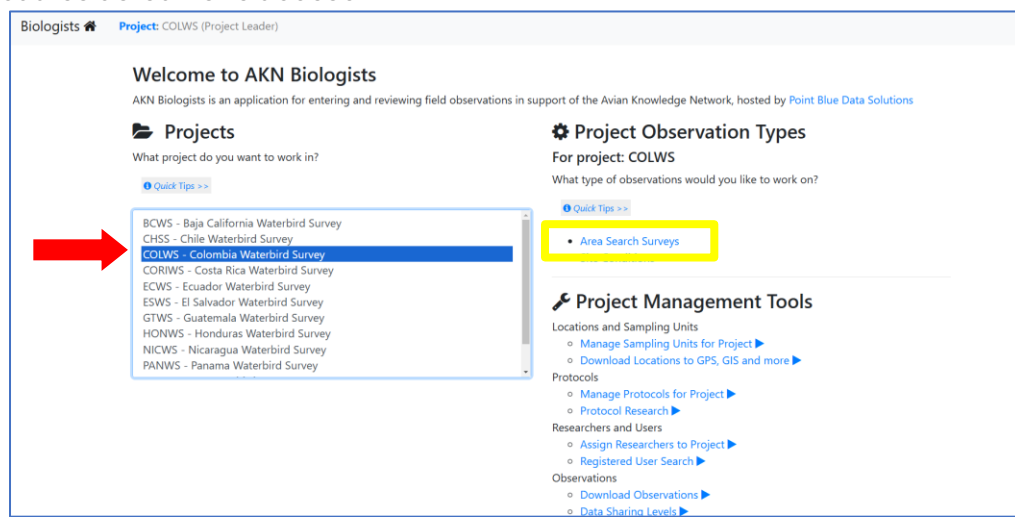 Biologists
Project: COLWS (Project Leader)
Welcome to AKN Biologists
AKN Biologists is an application for entering and reviewing field observations in support of the Avian Knowledge Network, hosted by Point Blue Data Solutions
Projects
What project do you want to work in?
Quick Tips >>
BCWS - Baja California Waterbird Survey
CHSS - Chile Waterbird Survey
COLWS - Colombia Waterbird Survey
CORIWS - Costa Rica Waterbird Survey
ECWS - Ecuador Waterbird Survey
ESWS - El Salvador Waterbird Survey
GTWS - Guatemala Waterbird Survey
HONWS - Honduras Waterbird Survey
NICWS - Nicaragua Waterbird Survey
PANWS - Panama Waterbird Survey
Project Observation Types
For project: COLWS
What type of observations would you like to work on?
Quick Tips >>
• Area Search Surveys
Project Management Tools
Locations and Sampling Units
Manage Sampling Units for Project
Download Locations to GPS, GIS and more
Protocols
Manage Protocols for Project
Protocol Research
Researchers and Users
Assign Researchers to Project
Registered User Search
Observations
Download Observations
Data Sharing Levels